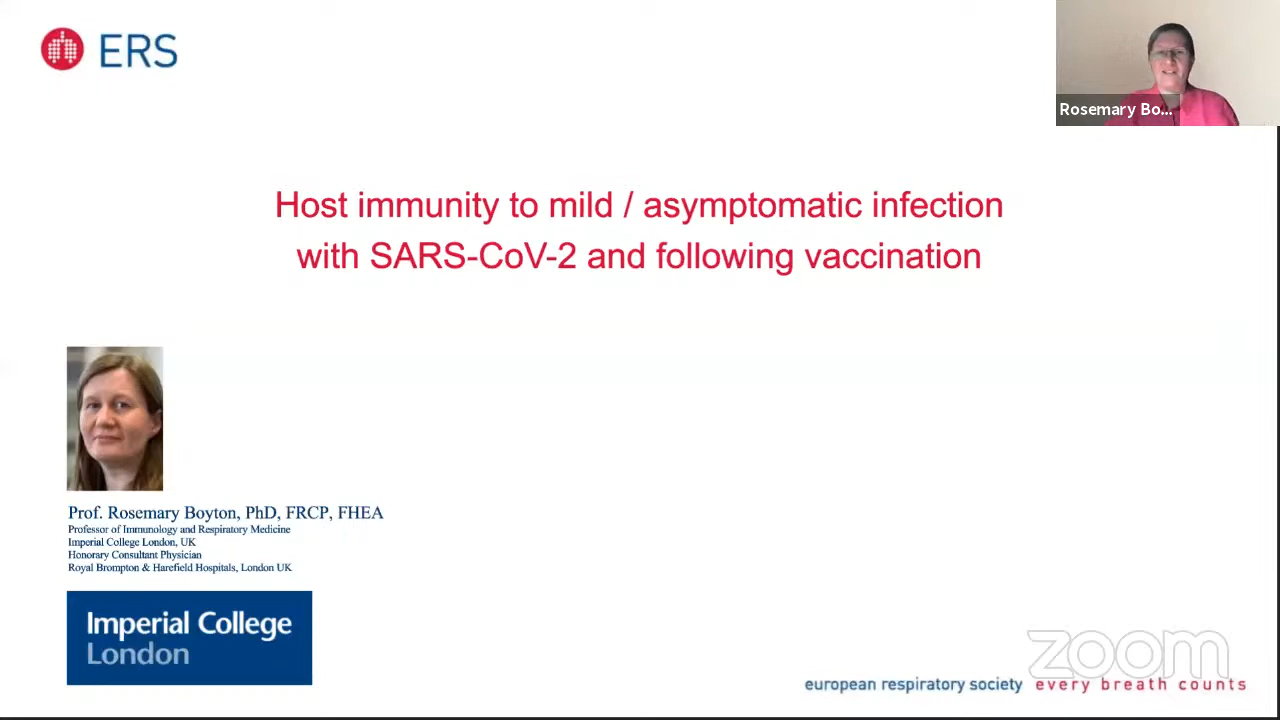 ERS
Rosemary Bo...
Host immunity to mild / asymptomatic infection
with SARS-CoV-2 and following vaccination
Prof. Rosemary Boyton, PhD, FRCP, FHEA
Professor of Immunology and Respiratory Medicine
Imperial College London, UK
Honorary Consultant Physician
Royal Brompton & Harefield Hospitals, London UK
Imperial College
London
zoom
european respiratory society every breath counts